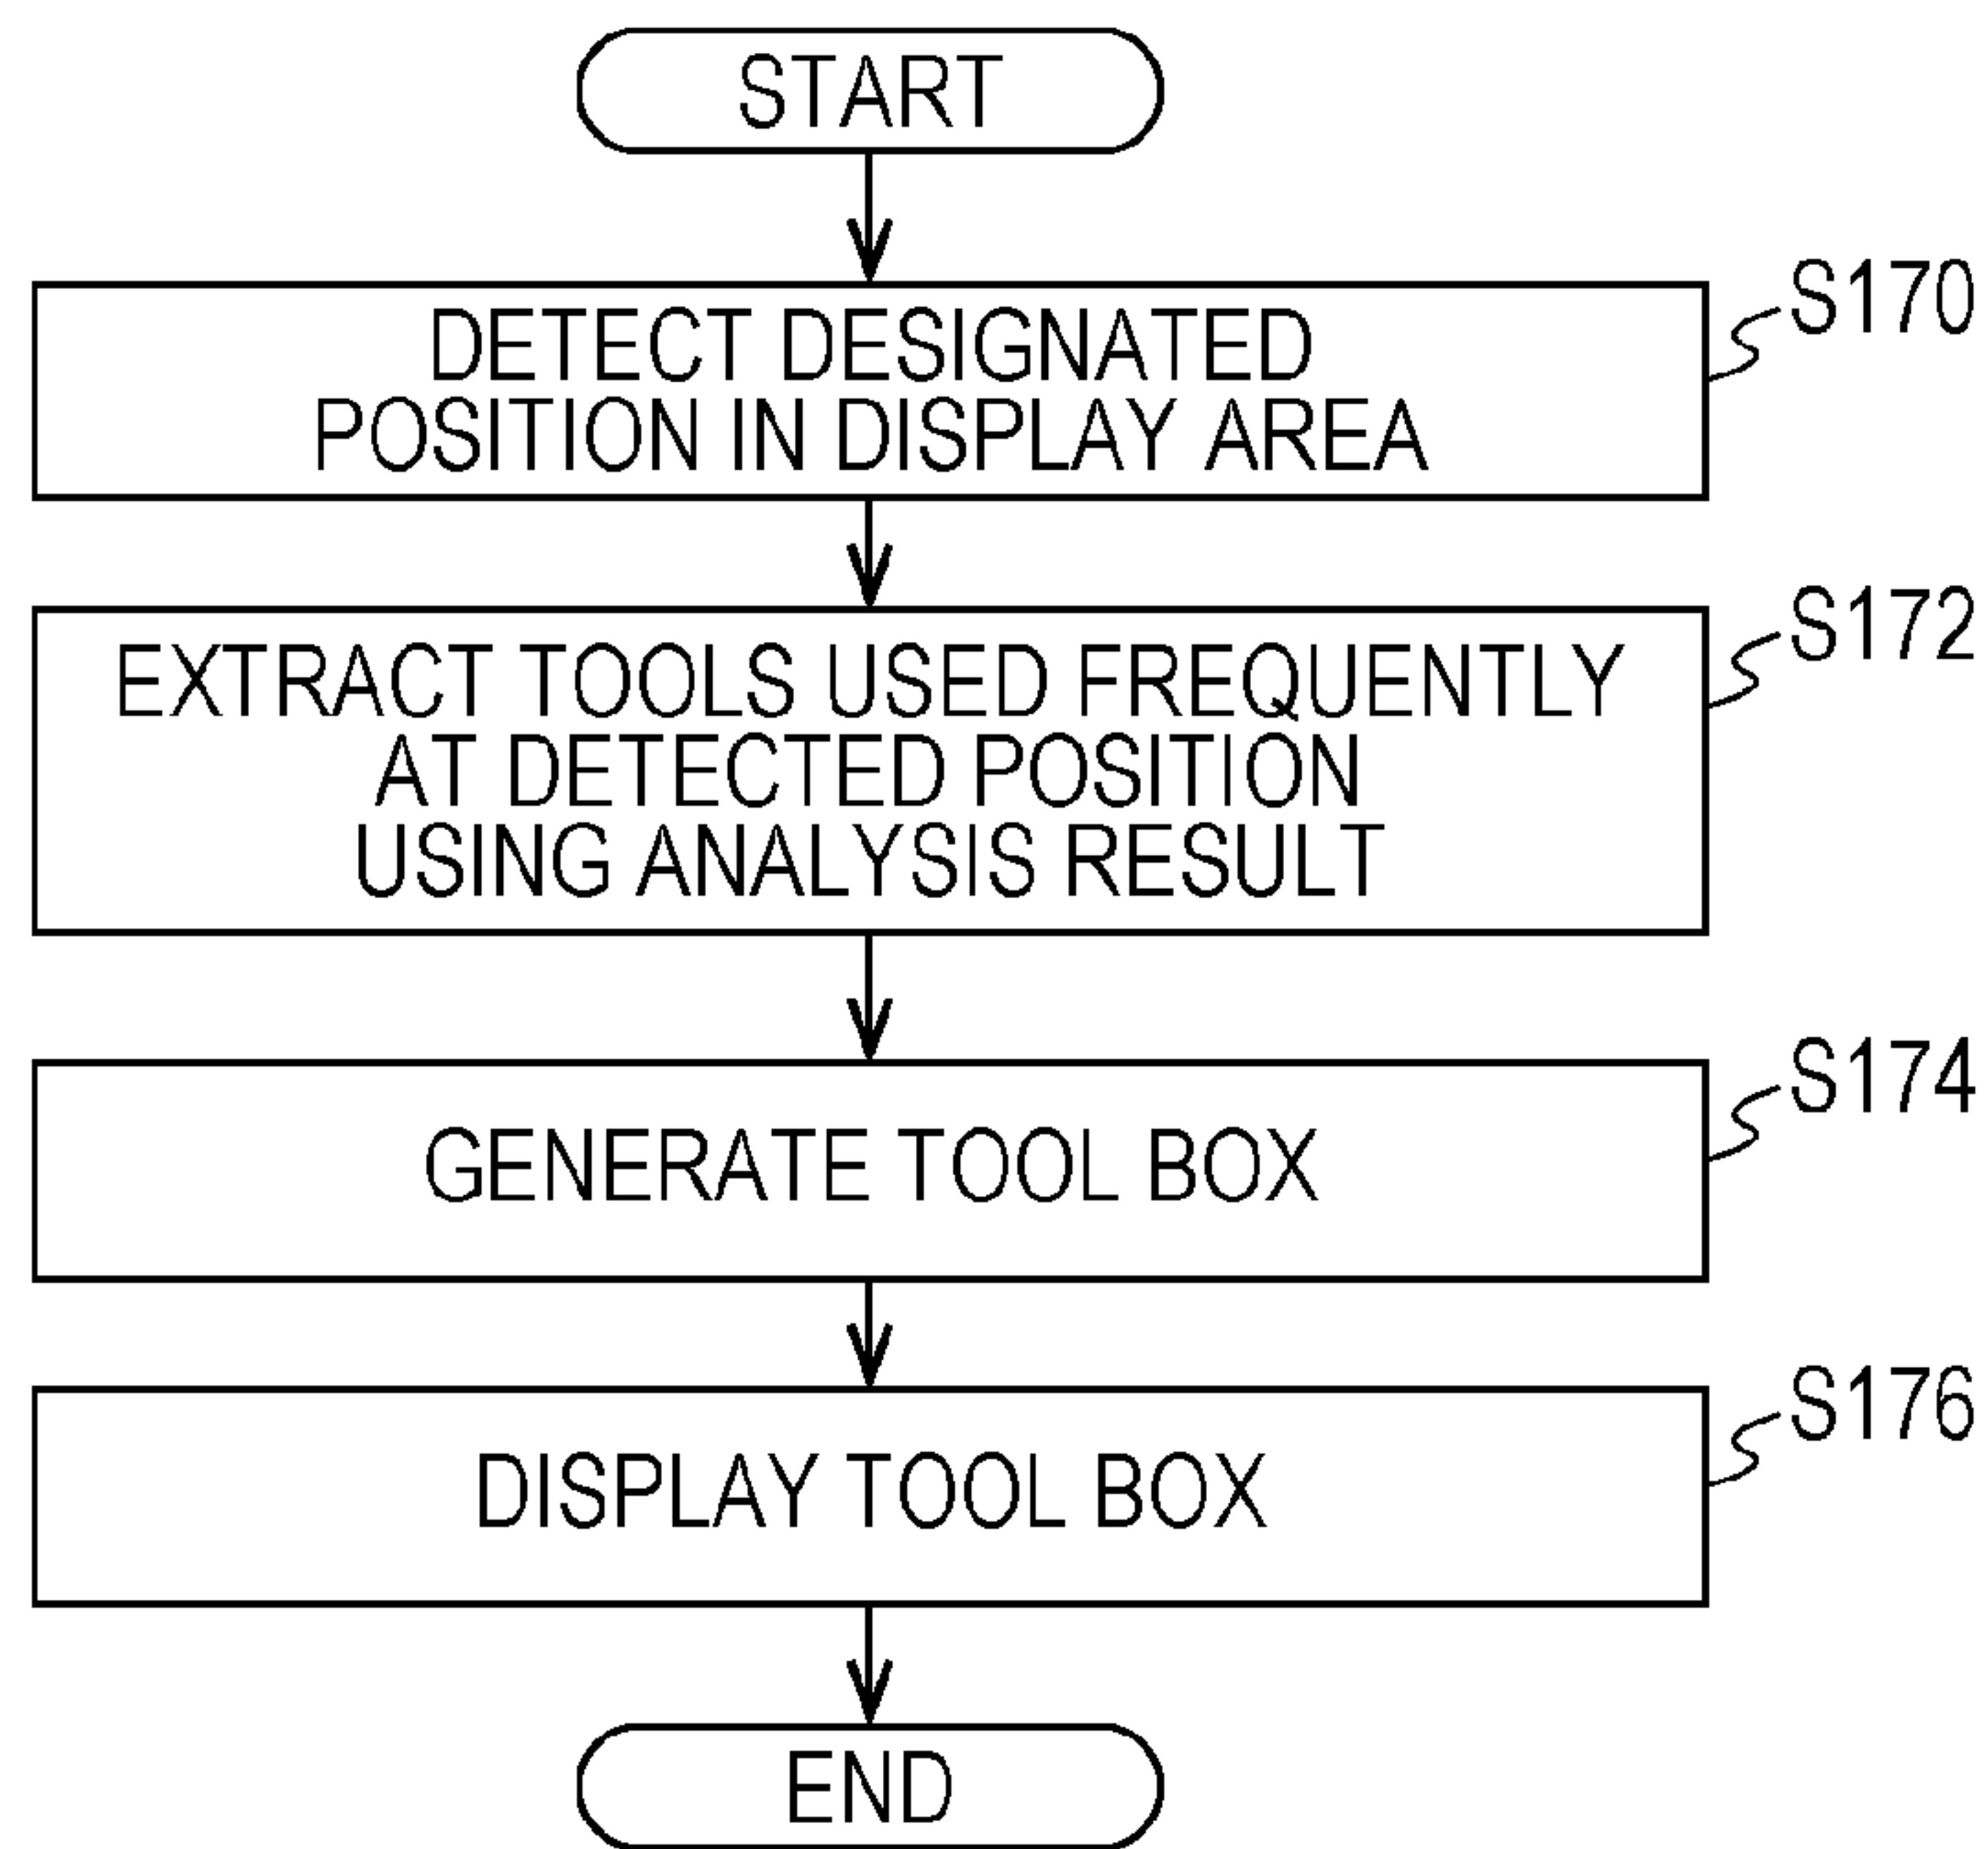 START
S170
DETECT DESIGNATED
POSITION IN DISPLAY AREA
S172
EXTRACT TOOLS USED FREQUENTLY
AT DETECTED POSITION
USING ANALYSIS RESULT
S174
GENERATE TOOL BOX
S176
DISPLAY TOOL BOX
END